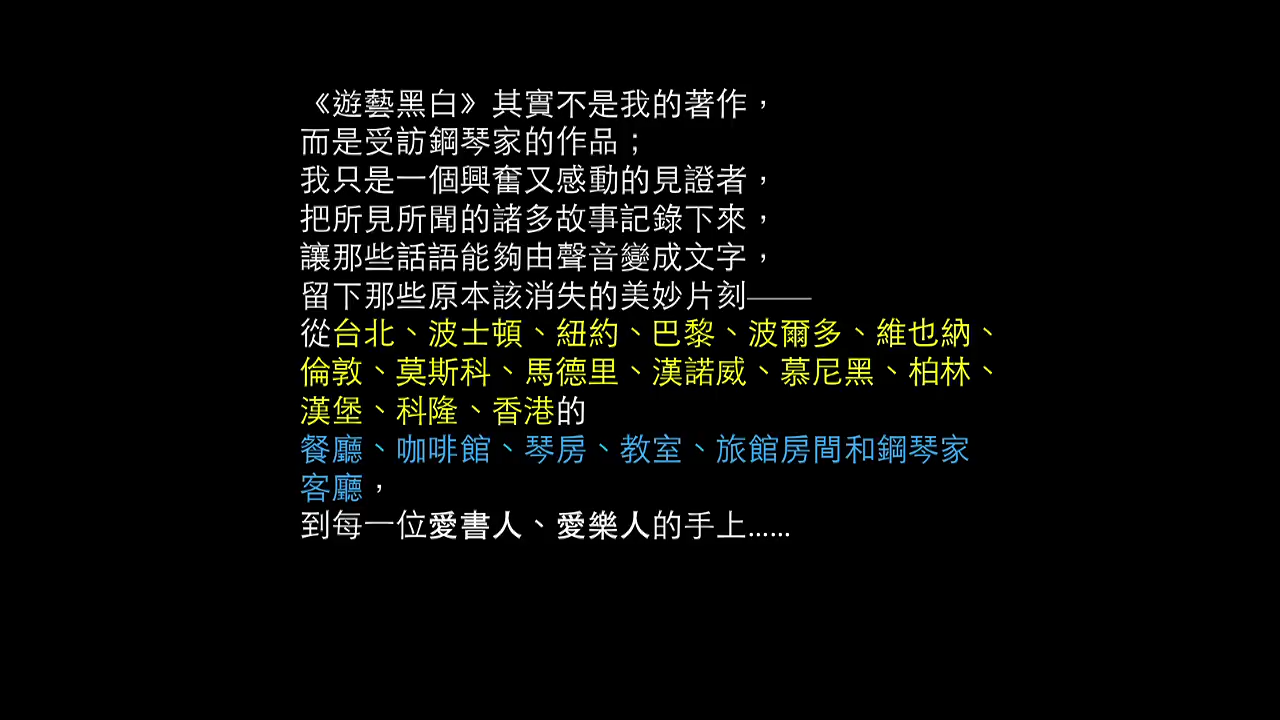 《遊藝黑白》其實不是我的著作，
而是受訪鋼琴家的作品；
我只是一個興奮又感動的見證者，
把所見所聞的諸多故事記錄下來，
讓那些話語能夠由聲音變成文字，
留下那些原本該消失的美妙片刻——
從台北、波士頓、紐約、巴黎、波爾多、維也納、
倫敦、莫斯科、馬德里、漢諾威、慕尼黑、柏林、
漢堡、科隆、香港的
餐廳、咖啡館、琴房、教室、旅館房間和鋼琴家
客廳，
到每一位愛書人、愛樂人的手上……